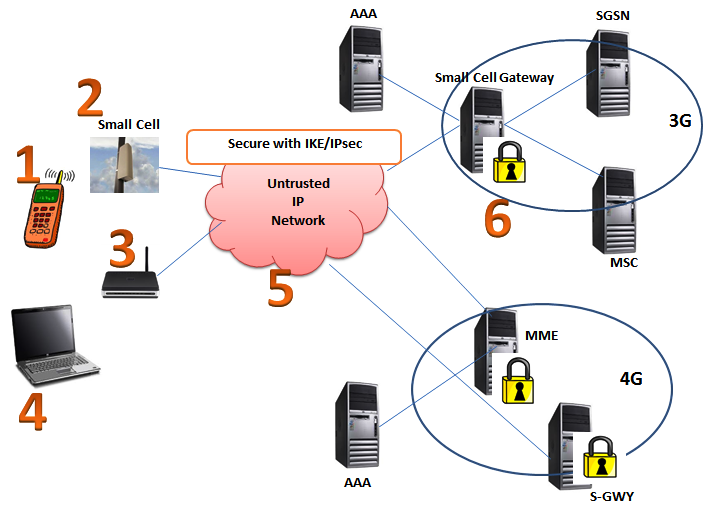 AAA
SGSN
Small Cell Gateway
2
Small Cell
3G
Secure with IKE/IPsec
1
Untrusted
IP
Network
6
3
MSC
5
MME
4G
4
AAA
S-GWY